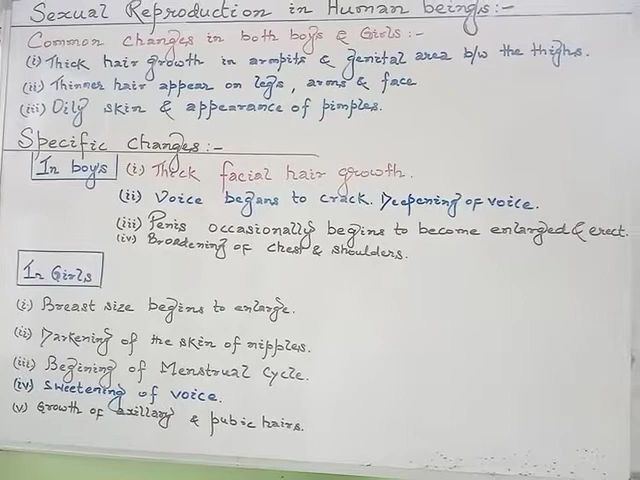 Sexual Reproduction in Human beings:-
Common changes in both boys & Girls:-
(i) Thick hair growth in armpits & genital area b/w the thighs.
(ii) Thinner hair appear on legs, arms & face
(iii) Oily skin & appearance of pimples.
Specific changes:-
In boys (i) Thick facial hair growth.
(ii) Voice begans to crack. Deepening of voice.
(iii) Penis occasionally begins to become enlarged & erect.
(iv) Broadening of chest & shoulders.
In Girls
(i) Breast size begins to enlarge.
(ii) Darkening of the skin of nipples.
(iii) Begining of Menstrual Cycle.
(iv) Sweetening of voice.
(v) Growth of axillary & pubic hairs.